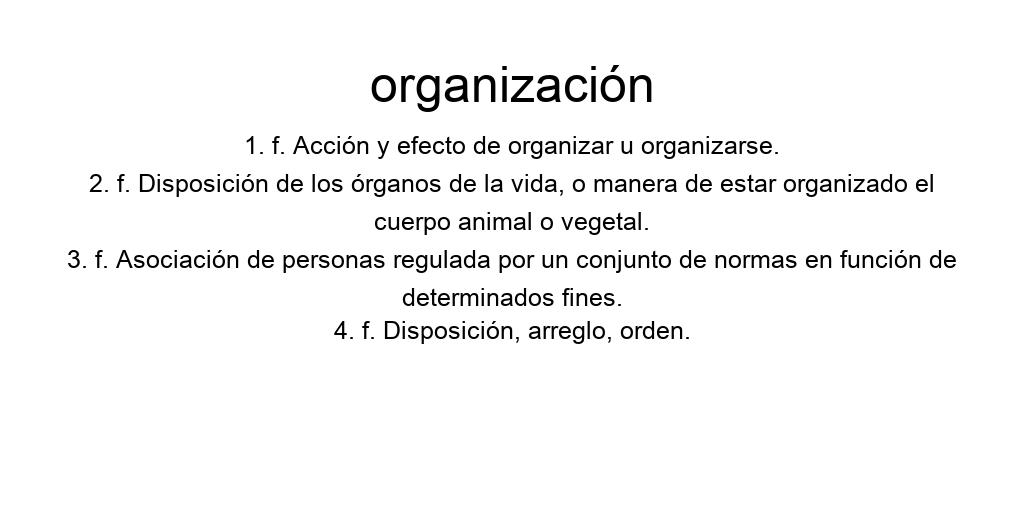 organización
1. f. Acción y efecto de organizar u organizarse.
2. f. Disposición de los órganos de la vida, o manera de estar organizado el
cuerpo animal o vegetal.
3. f. Asociación de personas regulada por un conjunto de normas en función de
determinados fines.
4. f. Disposición, arreglo, orden.